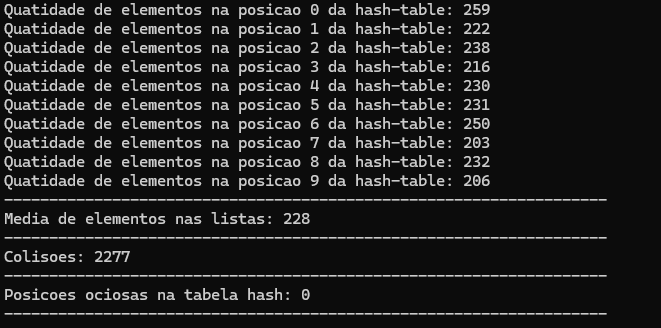 Quatidade de elementos na posicao 0 da hash-table: 259
Quatidade de elementos na posicao 1 da hash-table: 222
Quatidade de elementos na posicao 2 da hash-table: 238
Quatidade de elementos na posicao 3 da hash-table: 216
Quatidade de elementos na posicao 4 da hash-table: 230
Quatidade de elementos na posicao 5 da hash-table: 231
Quatidade de elementos na posicao 6 da hash-table: 250
Quatidade de elementos na posicao 7 da hash-table: 203
Quatidade de elementos na posicao 8 da hash-table: 232
Quatidade de elementos na posicao 9 da hash-table: 206
-------------------------------------------------------------------
Media de elementos nas listas: 228
-------------------------------------------------------------------
Colisoes: 2277
-------------------------------------------------------------------
Posicoes ociosas na tabela hash: 0
-------------------------------------------------------------------